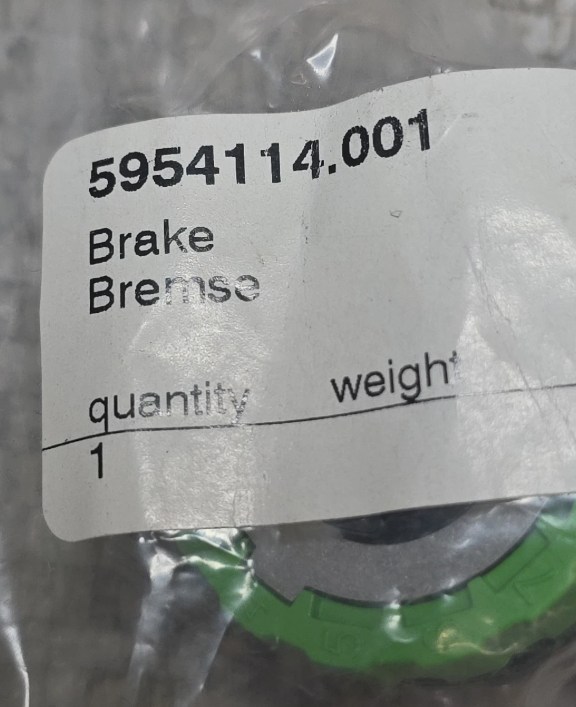 5954114.001
Brake
Bremse
quantity weight
1